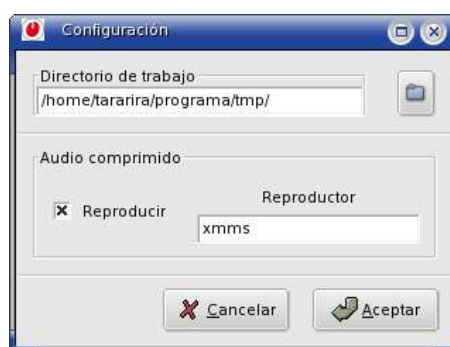 Configuración
Directorio de trabajo
/home/tararira/programa/tmp/
Audio comprimido
Reproducir
Reproductor
xmms
Cancelar
Aceptar